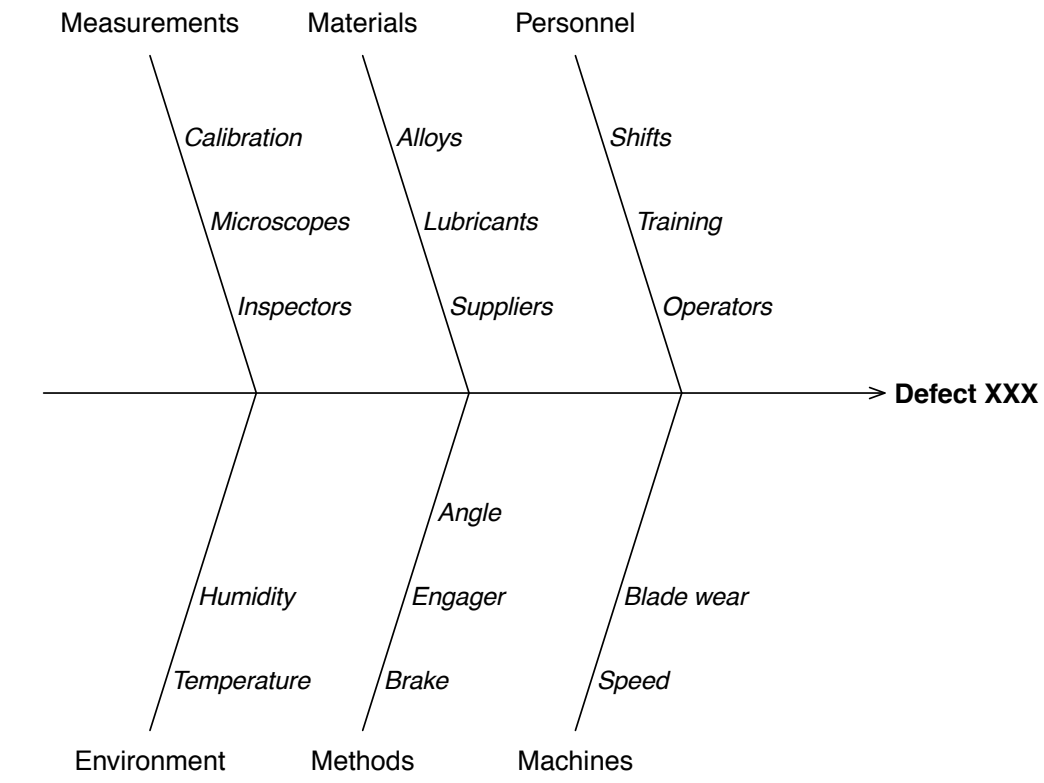 Measurements Materials Personnel
Calibration Alloys Shifts
Microscopes Lubricants Training
Inspectors Suppliers Operators
Defect XXX
Angle
Humidity Engager Blade wear
Temperature Brake Speed
Environment Methods Machines